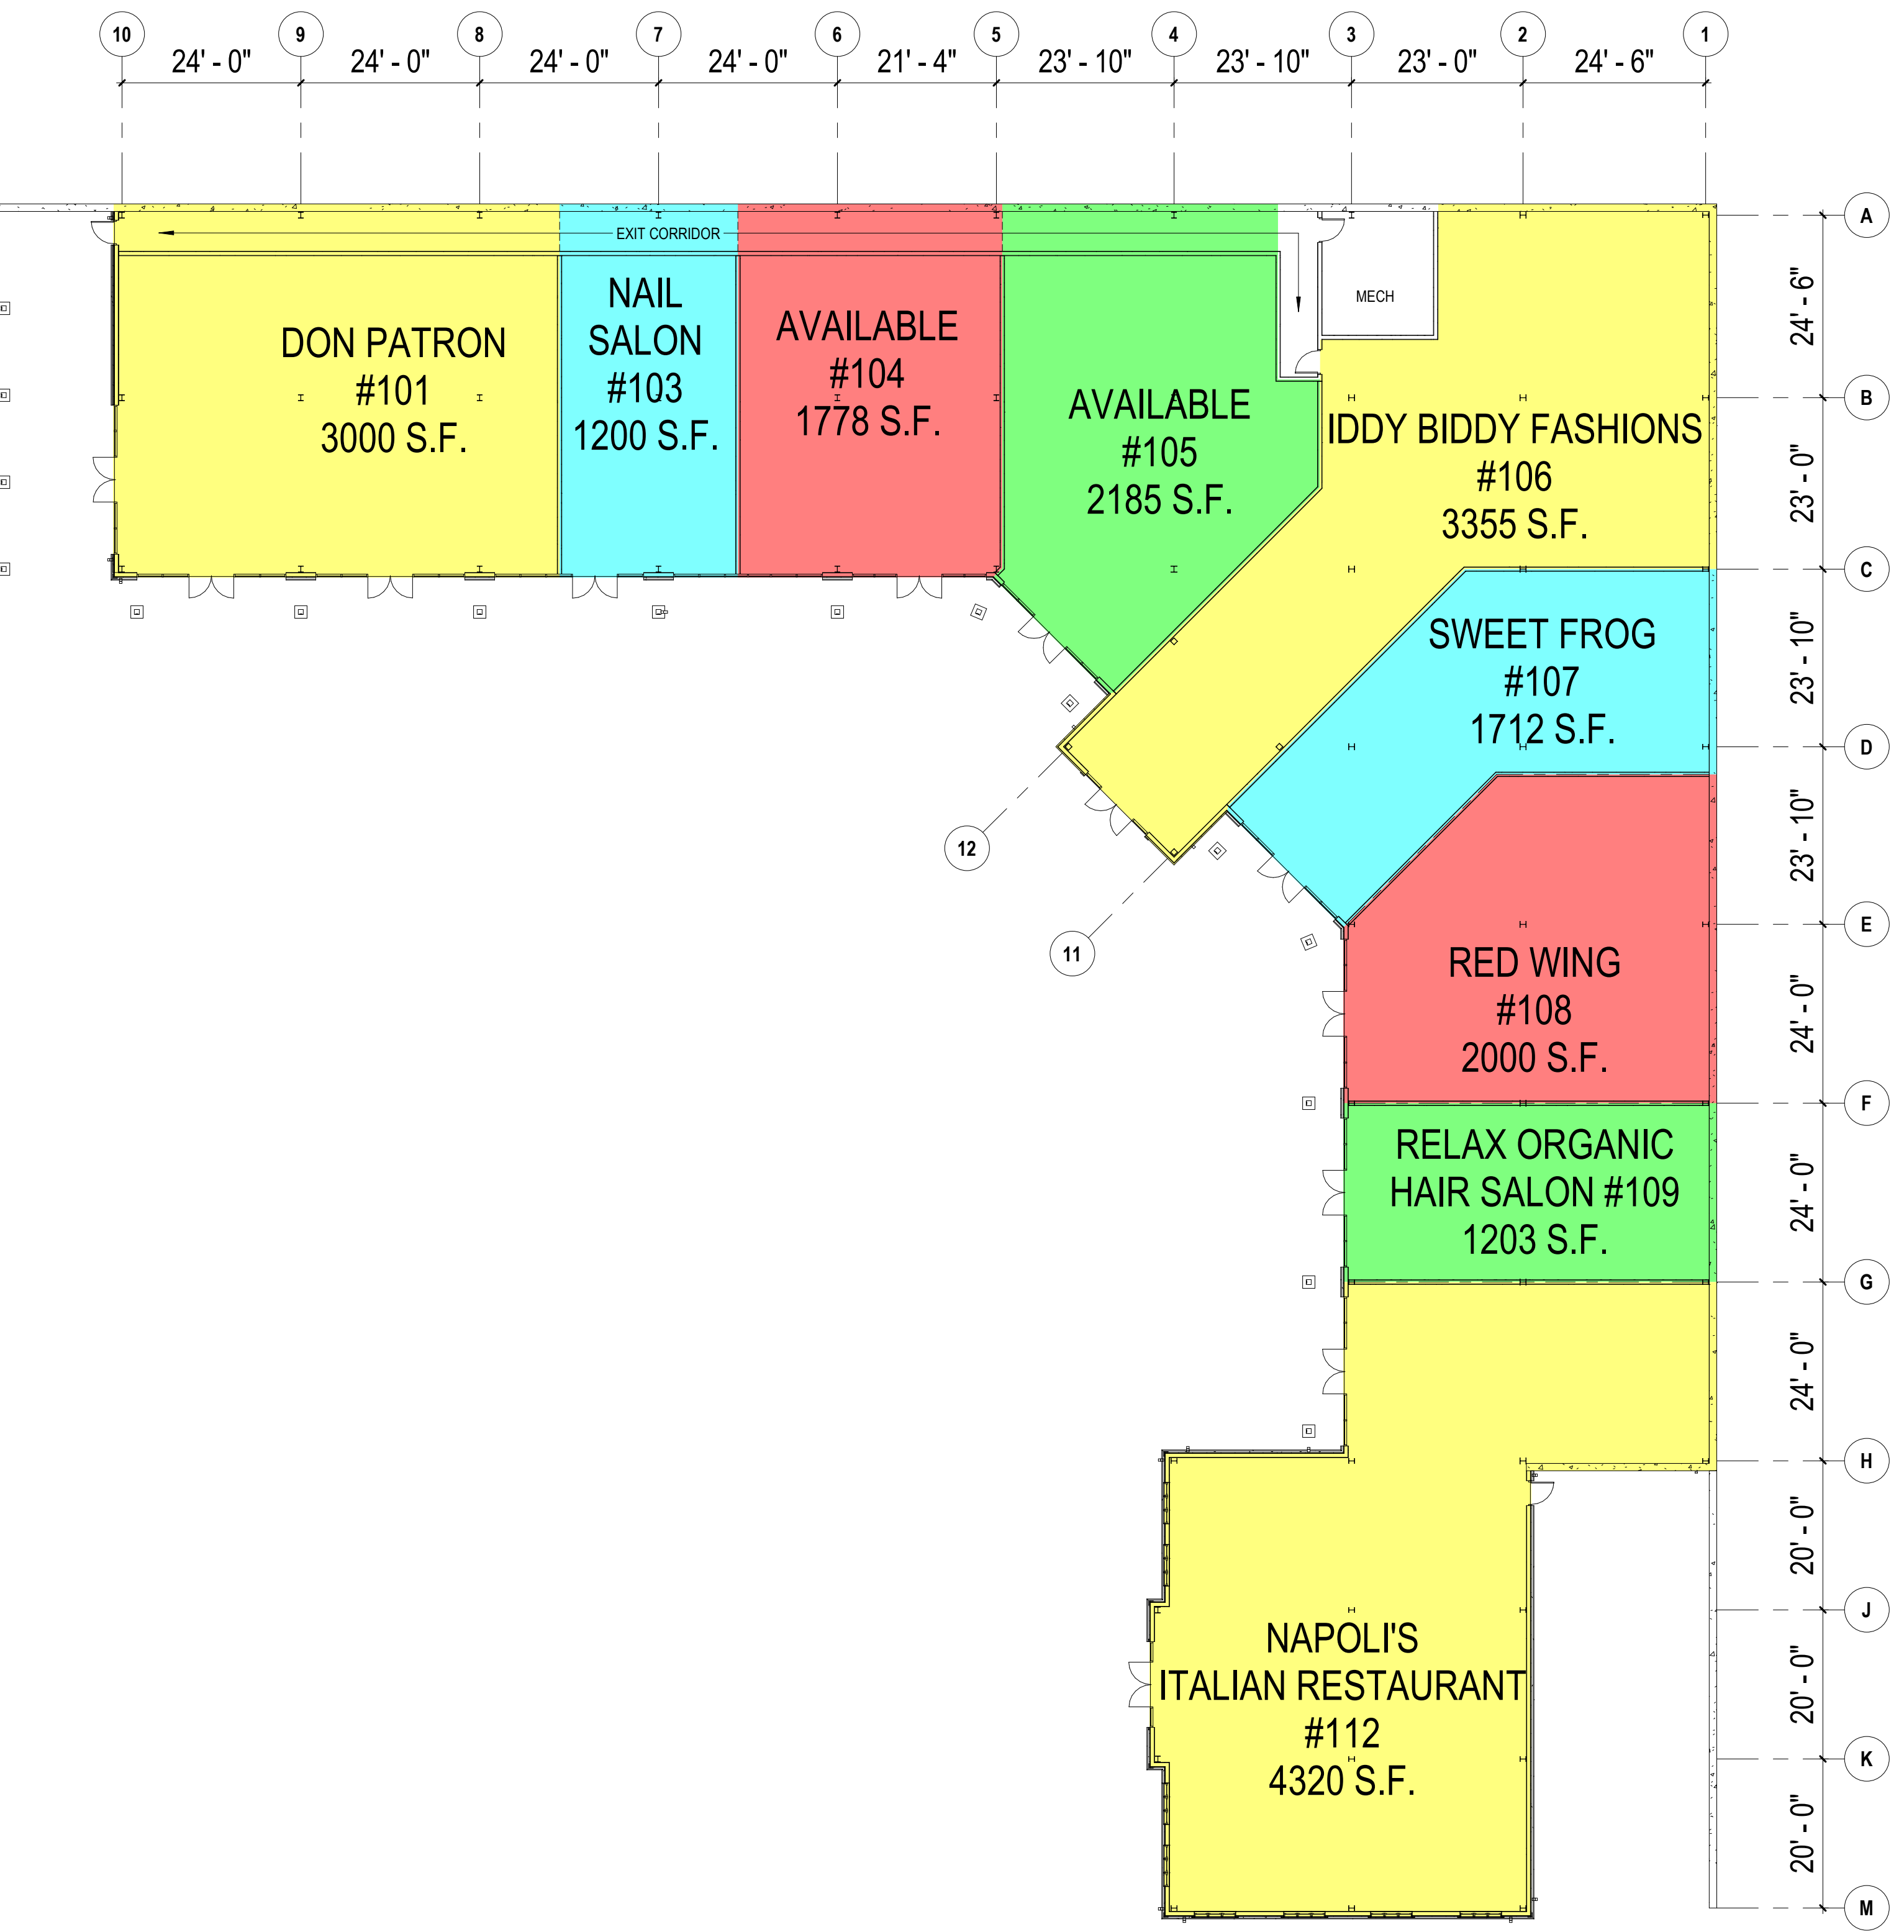 10 9 8 7 6 5 4 3 2 1
24' - 0" 24' - 0" 24' - 0" 24' - 0" 21' - 4" 23' - 10" 23' - 10" 23' - 0" 24' - 6"
A
EXIT CORRIDOR
24' - 6"
MECH
DON PATRON
#101
3000 S.F.
NAIL
SALON
#103
1200 S.F.
AVAILABLE
#104
1778 S.F.
AVAILABLE
#105
2185 S.F.
B
IDDY BIDDY FASHIONS
#106
3355 S.F.
23' - 0"
C
SWEET FROG
#107
1712 S.F.
23' - 10"
D
12
23' - 10"
E
11
RED WING
#108
2000 S.F.
24' - 0"
F
RELAX ORGANIC
HAIR SALON #109
1203 S.F.
24' - 0"
G
24' - 0"
H
20' - 0"
J
NAPOLI'S
ITALIAN RESTAURANT
#112
4320 S.F.
20' - 0"
K
20' - 0"
M